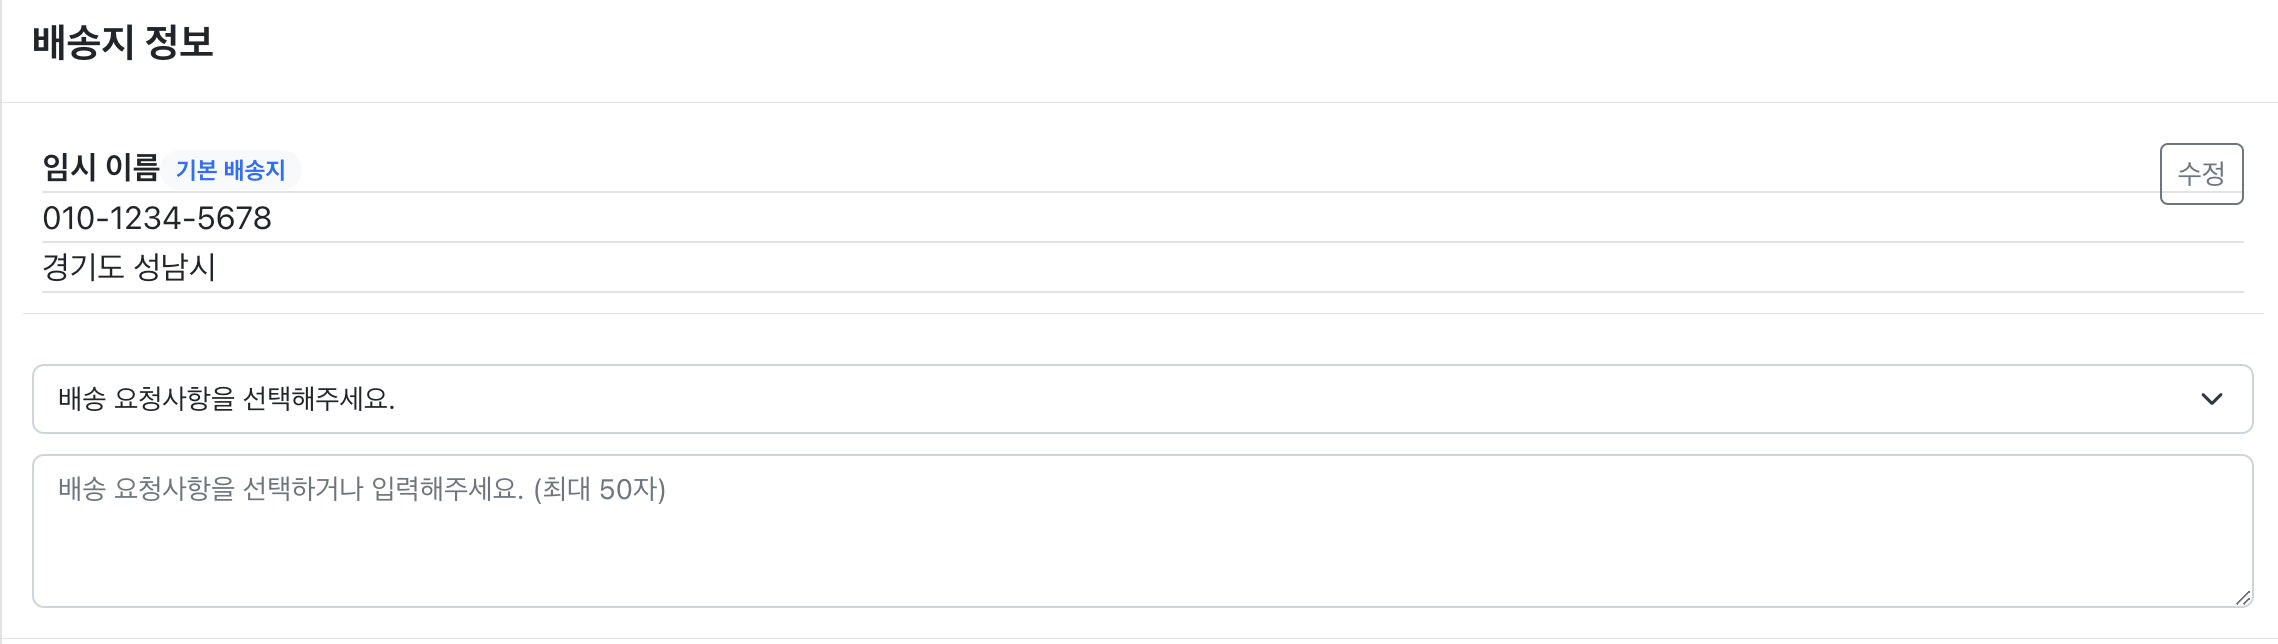 배송지 정보
임시 이름 기본 배송지
수정
010-1234-5678
경기도 성남시
배송 요청사항을 선택해주세요.
배송 요청사항을 선택하거나 입력해주세요. (최대 50자)